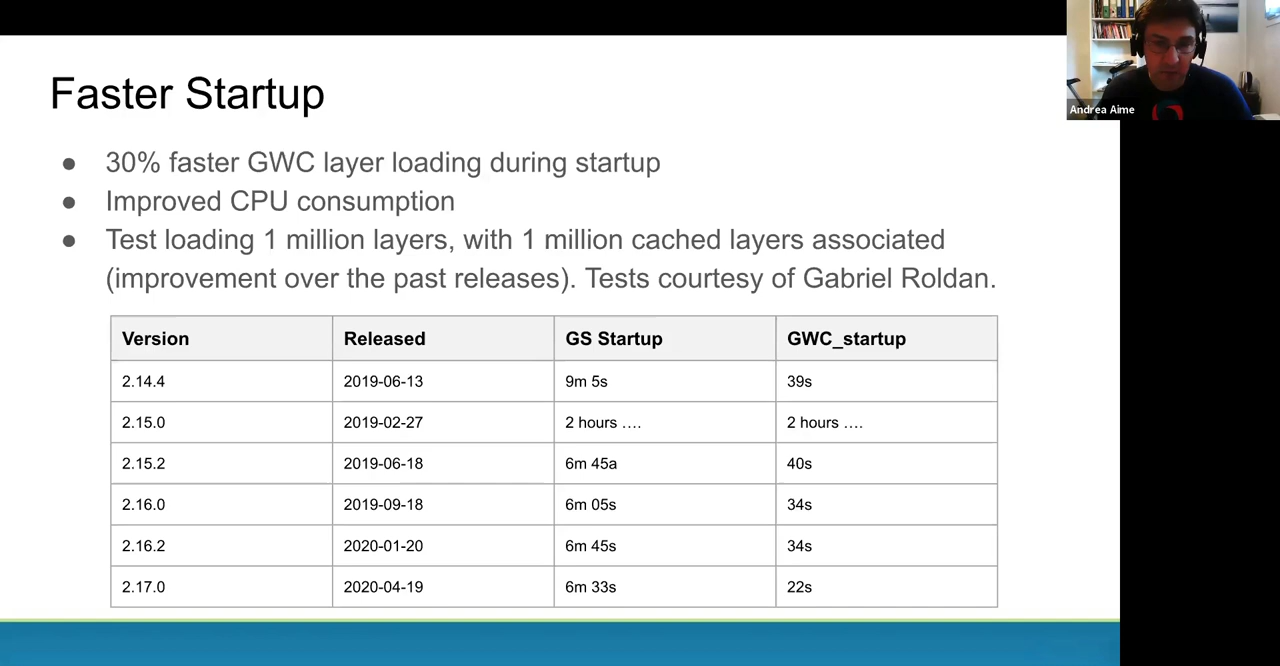 Faster Startup
Andrea Aime
● 30% faster GWC layer loading during startup
● Improved CPU consumption
● Test loading 1 million layers, with 1 million cached layers associated
(improvement over the past releases). Tests courtesy of Gabriel Roldan.
Version Released GS Startup GWC_startup
2.14.4 2019-06-13 9m 5s 39s
2.15.0 2019-02-27 2 hours .... 2 hours ....
2.15.2 2019-06-18 6m 45a 40s
2.16.0 2019-09-18 6m 05s 34s
2.16.2 2020-01-20 6m 45s 34s
2.17.0 2020-04-19 6m 33s 22s